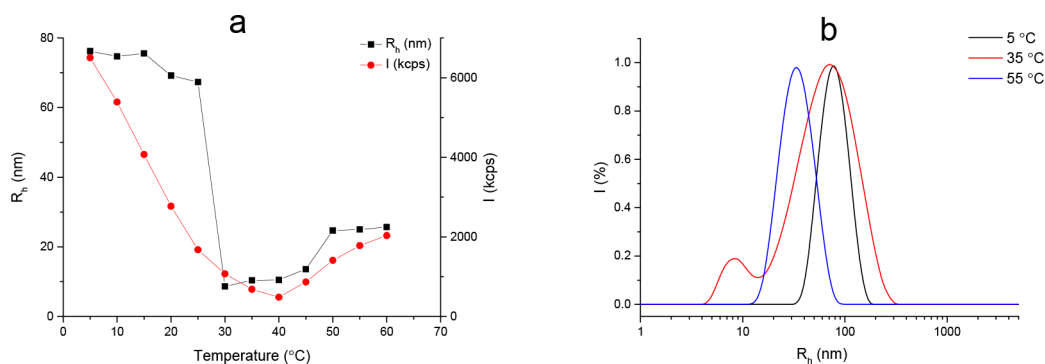 a
R_h (nm)
I (kcps)
80
60
40
20
0
R_h (nm)
6000
4000
2000
0
I (kcps)
0 10 20 30 40 50 60 70
Temperature (°C)
b
5 °C
35 °C
55 °C
1.0
0.8
0.6
0.4
0.2
0.0
I (%)
1 10 100 1000
R_h (nm)